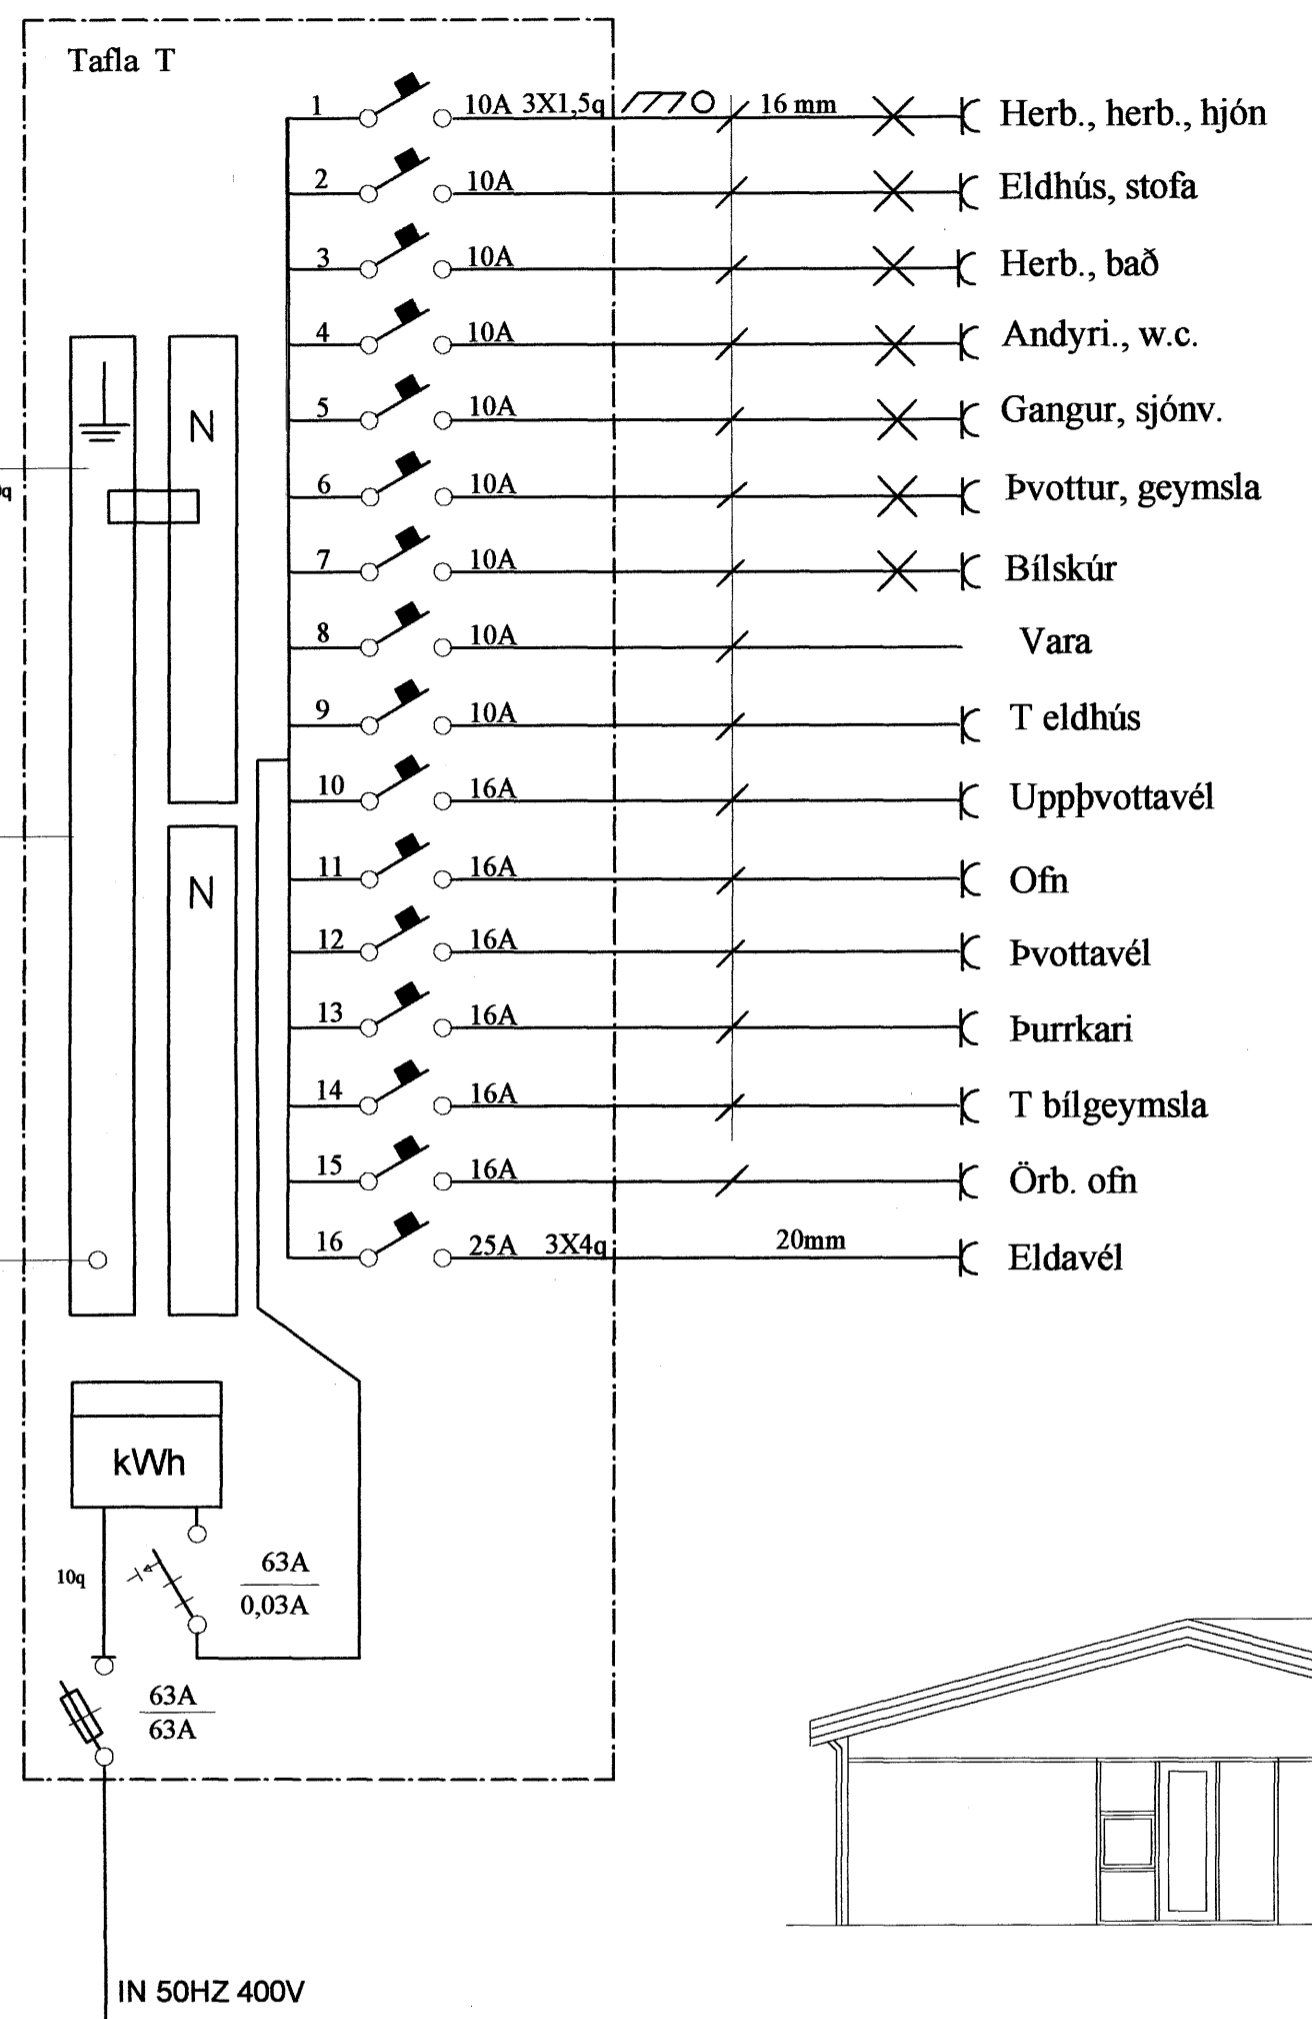 Tafla T
1 10A 3X1,5q 16 mm Herb., herb., hjón
2 10A Eldhús, stofa
3 10A Herb., bað
4 10A Andyri., w.c.
5 10A Gangur, sjónv.
6 10A Þvottur, geymsla
7 10A Bílskúr
8 10A Vara
9 10A T eldhús
10 16A Uppþvottavél
11 16A Ofn
12 16A Þvottavél
13 16A Þurrkari
14 16A T bílgeymsla
15 16A Örb. ofn
16 25A 3X4q 20mm Eldavél
N
N
kWh
10q
63A
0,03A
63A
63A
IN 50HZ 400V